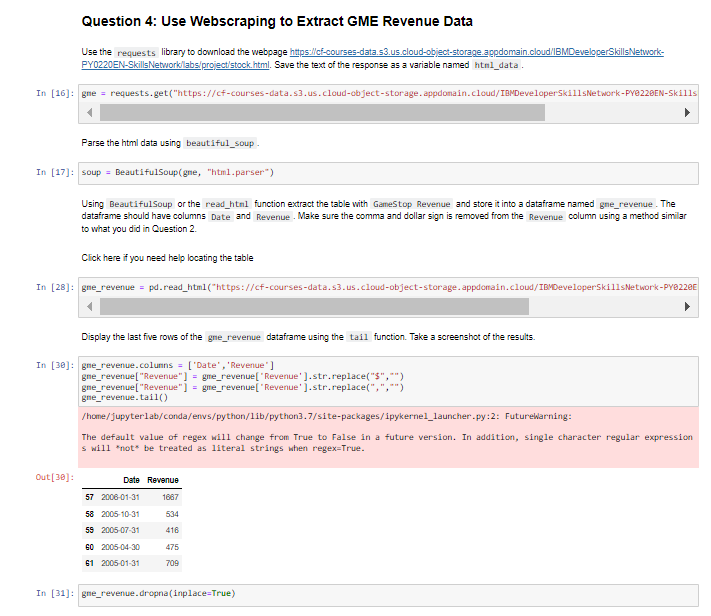 Question 4: Use Webscraping to Extract GME Revenue Data
Use the requests library to download the webpage https://cf-courses-data.s3.us.cloud-object-storage.appdomain.cloud/IBMDeveloperSkillsNetwork-
PY0220EN-SkillsNetwork/labs/project/stock.html. Save the text of the response as a variable named html_data .
In [16]: gme = requests.get("https://cf-courses-data.s3.us.cloud-object-storage.appdomain.cloud/IBMDeveloperSkillsNetwork-PY0220EN-Skills
Parse the html data using beautiful_soup .
In [17]: soup = BeautifulSoup(gme, "html.parser")
Using BeautifulSoup or the read_html function extract the table with GameStop Revenue and store it into a dataframe named gme_revenue . The
dataframe should have columns Date and Revenue . Make sure the comma and dollar sign is removed from the Revenue column using a method similar
to what you did in Question 2.
Click here if you need help locating the table
In [28]: gme_revenue = pd.read_html("https://cf-courses-data.s3.us.cloud-object-storage.appdomain.cloud/IBMDeveloperSkillsNetwork-PY0220E
Display the last five rows of the gme_revenue dataframe using the tail function. Take a screenshot of the results.
In [30]: gme_revenue.columns = ['Date','Revenue']
gme_revenue["Revenue"] = gme_revenue['Revenue'].str.replace("$","")
gme_revenue["Revenue"] = gme_revenue['Revenue'].str.replace(",","")
gme_revenue.tail()
/home/jupyterlab/conda/envs/python/lib/python3.7/site-packages/ipykernel_launcher.py:2: FutureWarning:
The default value of regex will change from True to False in a future version. In addition, single character regular expression
s will *not* be treated as literal strings when regex=True.
Out[30]:
Date Revenue
57 2006-01-31 1667
58 2005-10-31 534
59 2005-07-31 416
60 2005-04-30 475
61 2005-01-31 709
In [31]: gme_revenue.dropna(inplace=True)